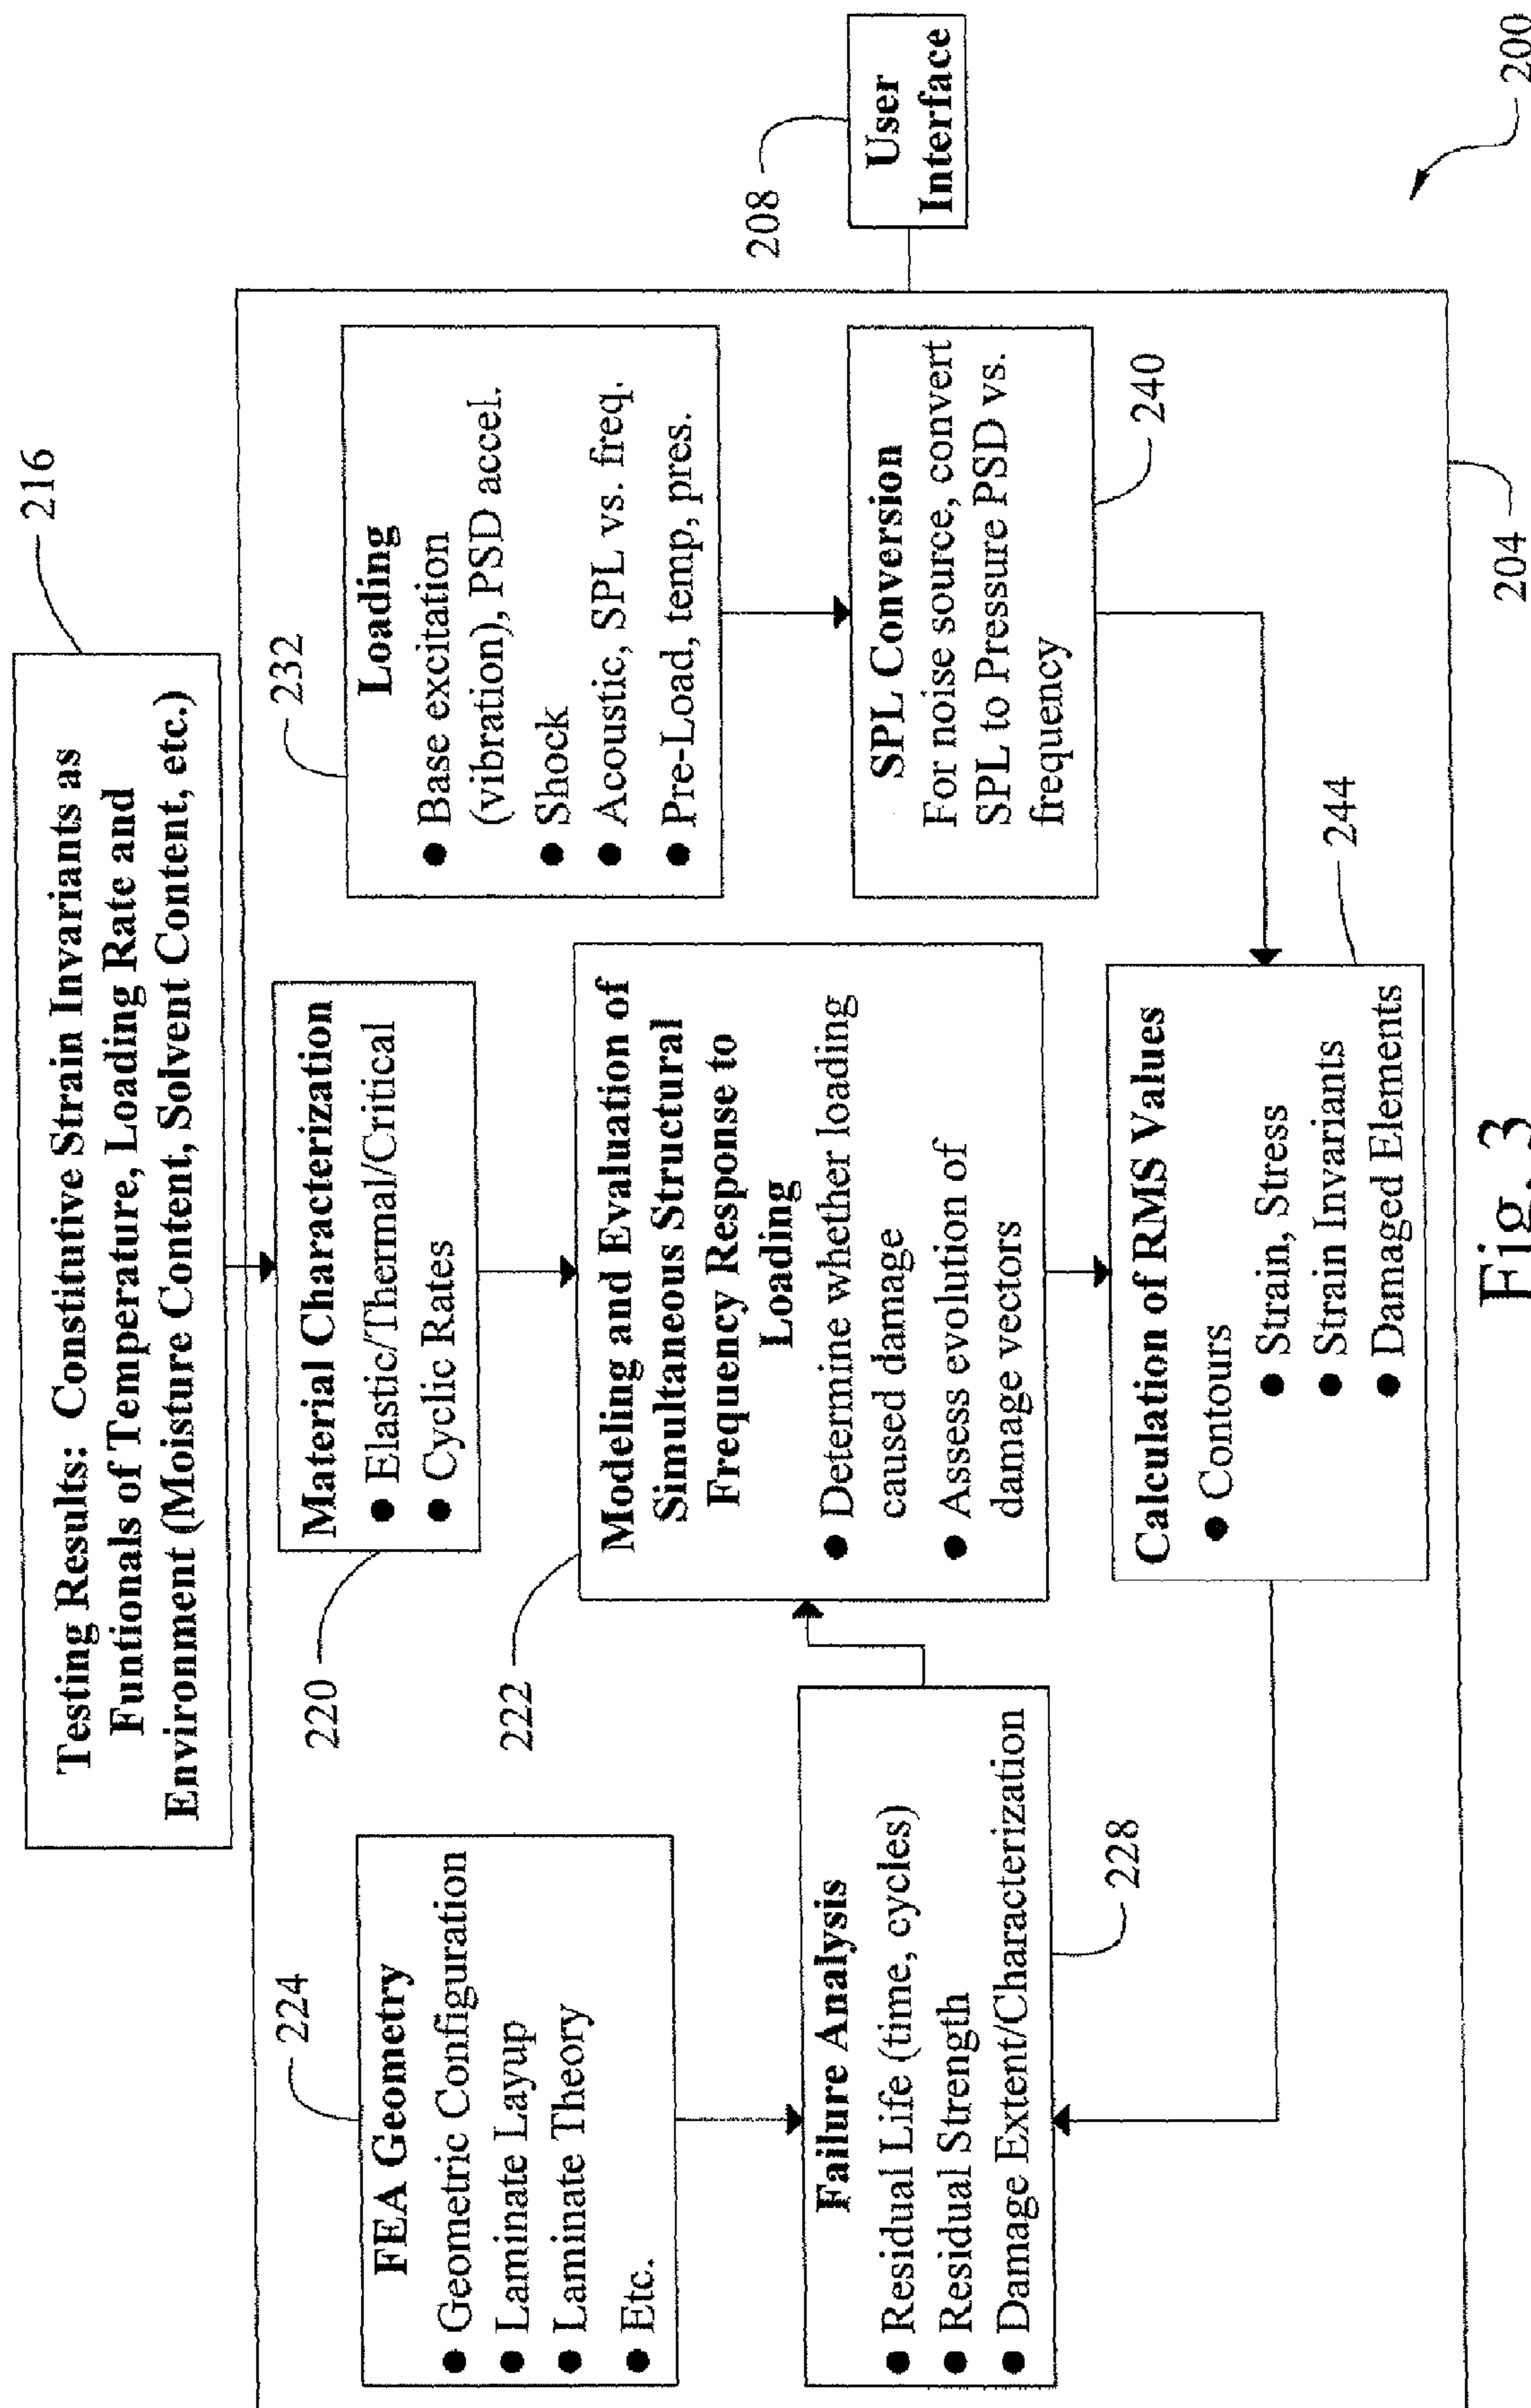 Testing Results: Constitutive Strain Invariants as
Funtionals of Temperature, Loading Rate and
Environment (Moisture Content, Solvent Content, etc.)
216
224
FEA Geometry
● Geometric Configuration
● Laminate Layup
● Laminate Theory
● Etc.
220
Material Characterization
● Elastic/Thermal/Critical
● Cyclic Rates
232
Loading
● Base excitation
(vibration), PSD accel.
● Shock
● Acoustic, SPL vs. freq.
● Pre-Load, temp, pres.
222
Modeling and Evaluation of
Simultaneous Structural
Frequency Response to
Loading
● Determine whether loading
caused damage
● Assess evolution of
damage vectors
208
User
Interface
Failure Analysis
● Residual Life (time, cycles)
● Residual Strength
● Damage Extent/Characterization
228
SPL Conversion
For noise source, convert
SPL to Pressure PSD vs.
frequency
240
Calculation of RMS Values
● Contours
● Strain, Stress
● Strain Invariants
● Damaged Elements
244
204
200
Fig. 3